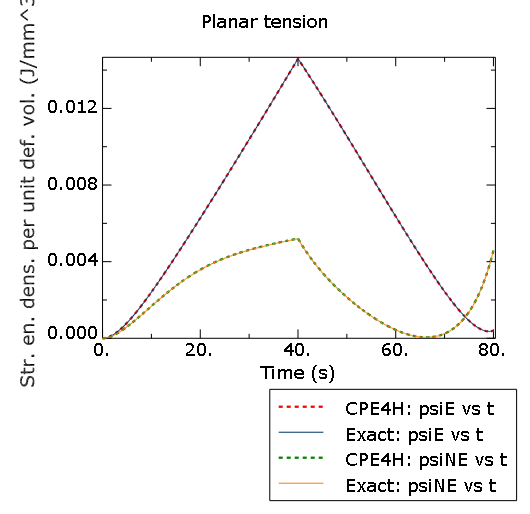 Planar tension
Str. en. dens. per unit def. vol. (J/mm^3
0.012
0.008
0.004
0.000
0. 20. 40. 60. 80.
Time (s)
CPE4H: psiE vs t
Exact: psiE vs t
CPE4H: psiNE vs t
Exact: psiNE vs t